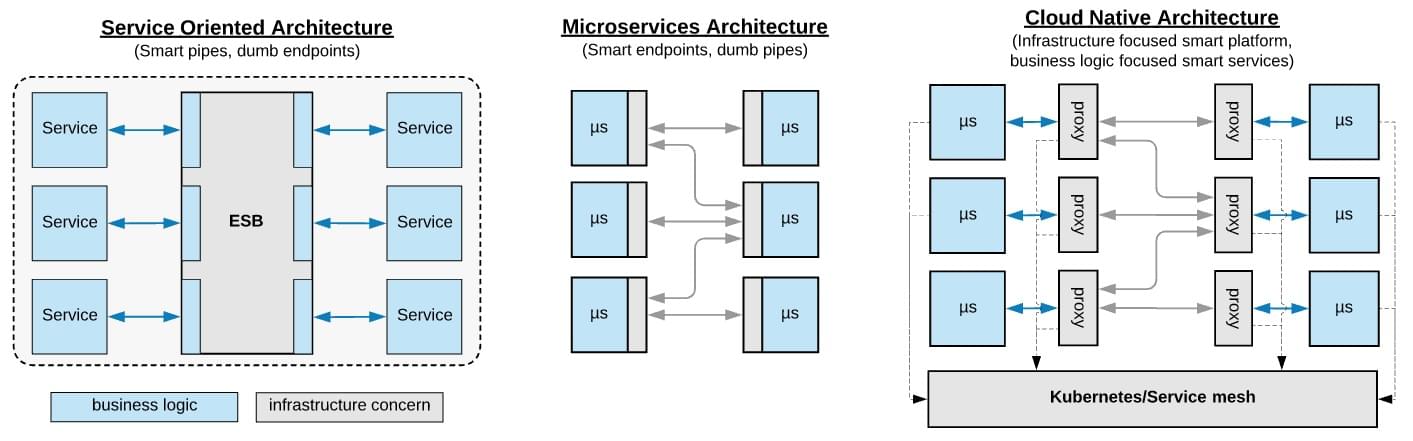 Service Oriented Architecture
(Smart pipes, dumb endpoints)
Service
Service
Service
ESB
Service
Service
Service
business logic
infrastructure concern
Microservices Architecture
(Smart endpoints, dumb pipes)
µs
µs
µs
µs
µs
µs
Cloud Native Architecture
(Infrastructure focused smart platform,
business logic focused smart services)
µs
proxy
proxy
µs
µs
proxy
proxy
µs
µs
proxy
proxy
µs
Kubernetes/Service mesh